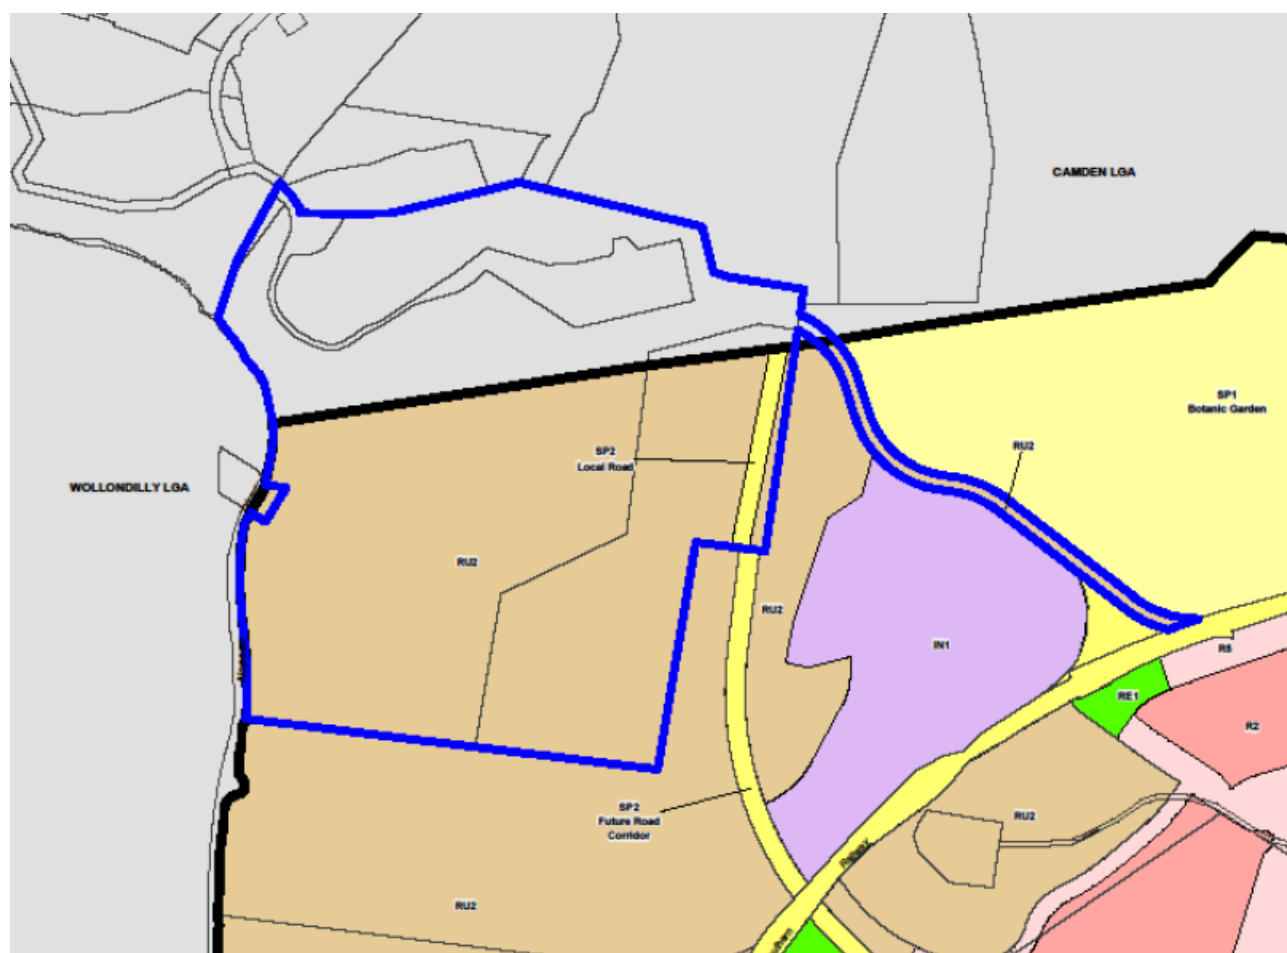 CAMDEN LGA
SP1
Botanic Garden
RU2
SP2
Local Road
WOLLONDILLY LGA
RU2
RU2
IN1
R5
RE1
R2
SP2
Future Road
Corridor
RU2
RU2